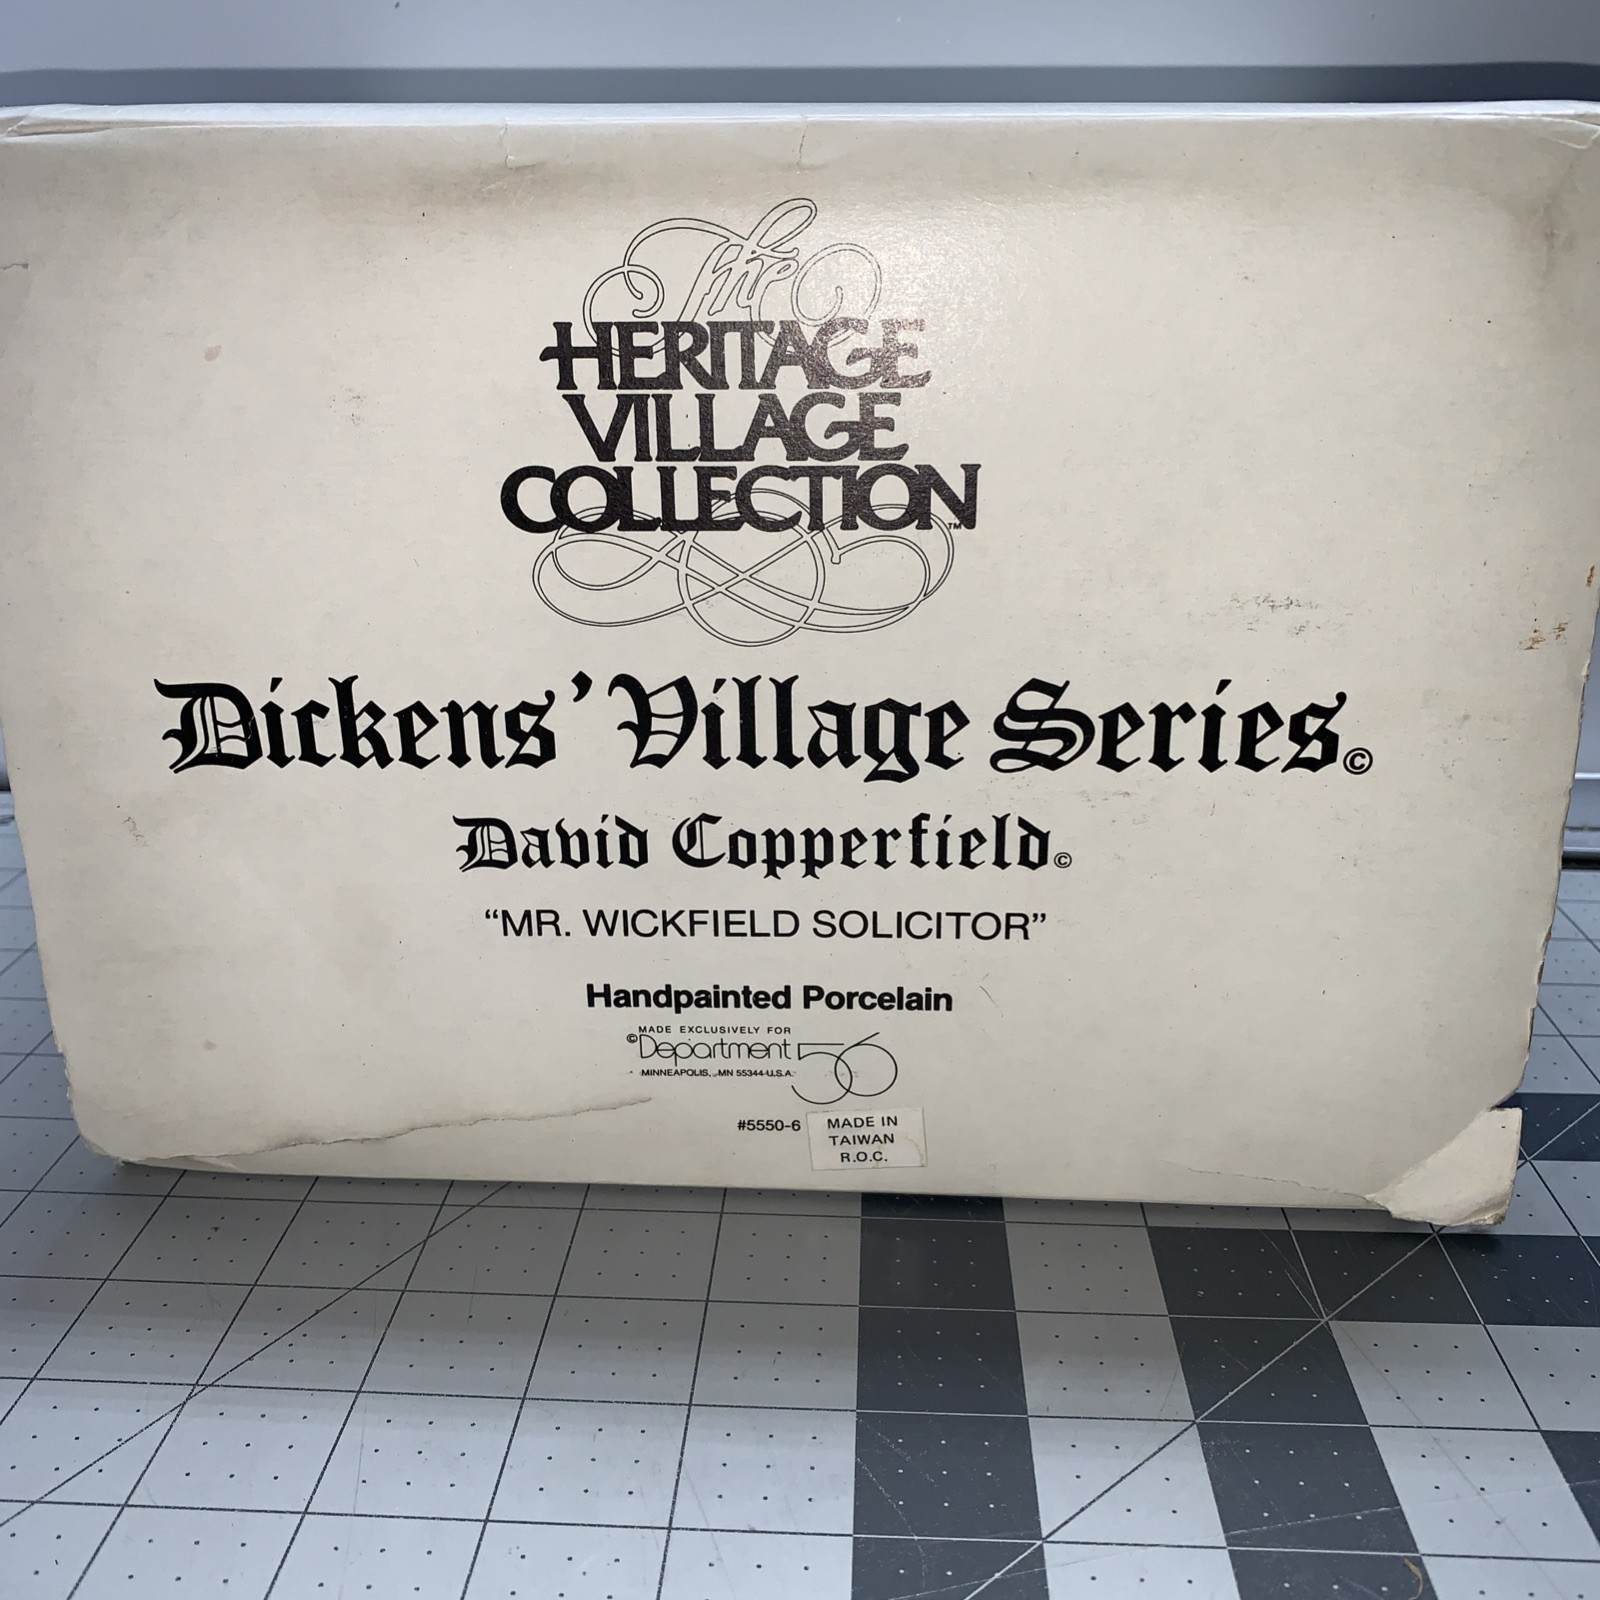 The
HERITAGE
VILLAGE
COLLECTION™
Dickens' Village Series©
David Copperfield©
“MR. WICKFIELD SOLICITOR”
Handpainted Porcelain
MADE EXCLUSIVELY FOR
©Department 56
MINNEAPOLIS, MN 55344 U.S.A.
#5550-6
MADE IN
TAIWAN
R.O.C.